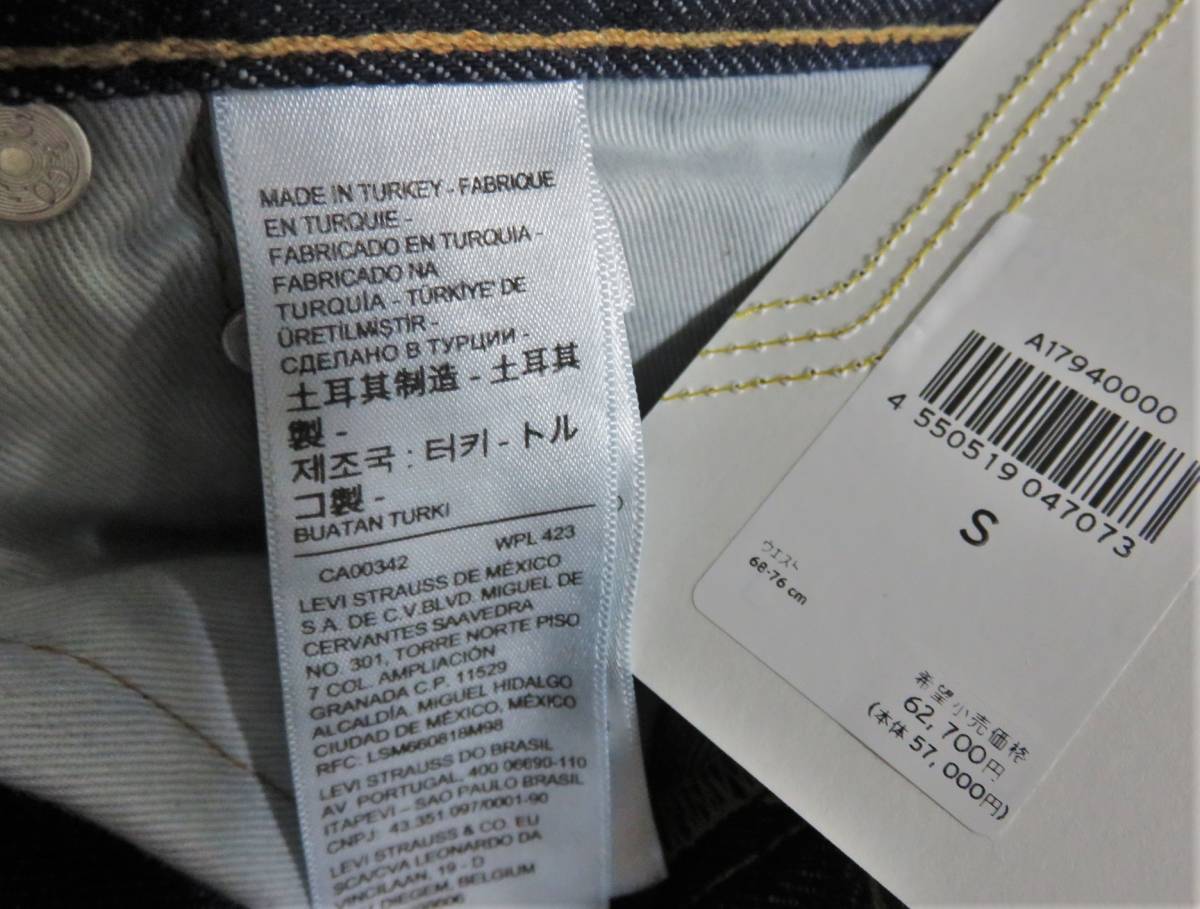 MADE IN TURKEY - FABRIQUE
EN TURQUIE -
FABRICADO EN TURQUIA -
FABRICADO NA
TURQUÍA - TÜRKİYE' DE
ÜRETİLMİŞTİR -
СДЕЛАНО В ТУРЦИИ -
土耳其制造 - 土耳其
製 -
제조국 : 터키 - トル
コ製 -
BUATAN TURKI
CA00342 WPL 423
LEVI STRAUSS DE MÉXICO
S.A. DE C.V.BLVD. MIGUEL DE
CERVANTES SAAVEDRA
NO. 301, TORRE NORTE PISO
7 COL. AMPLIACIÓN
GRANADA C.P. 11529
ALCALDÍA. MIGUEL HIDALGO
CIUDAD DE MÉXICO, MÉXICO
RFC: LSM660818M98
LEVI STRAUSS DO BRASIL
AV. PORTUGAL, 400 06690-110
ITAPEVI – SAO PAULO BRASIL
CNPJ: 43.351.097/0001-90
LEVI STRAUSS & CO. EU
SCA/CVA LEONARDO DA
VINCILAAN, 19 - D
DIEGEM, BELGIUM
A17940000
4 550519 047073
S
ウエスト
68-76 cm
希望小売価格
62,700円
(本体 57,000円)